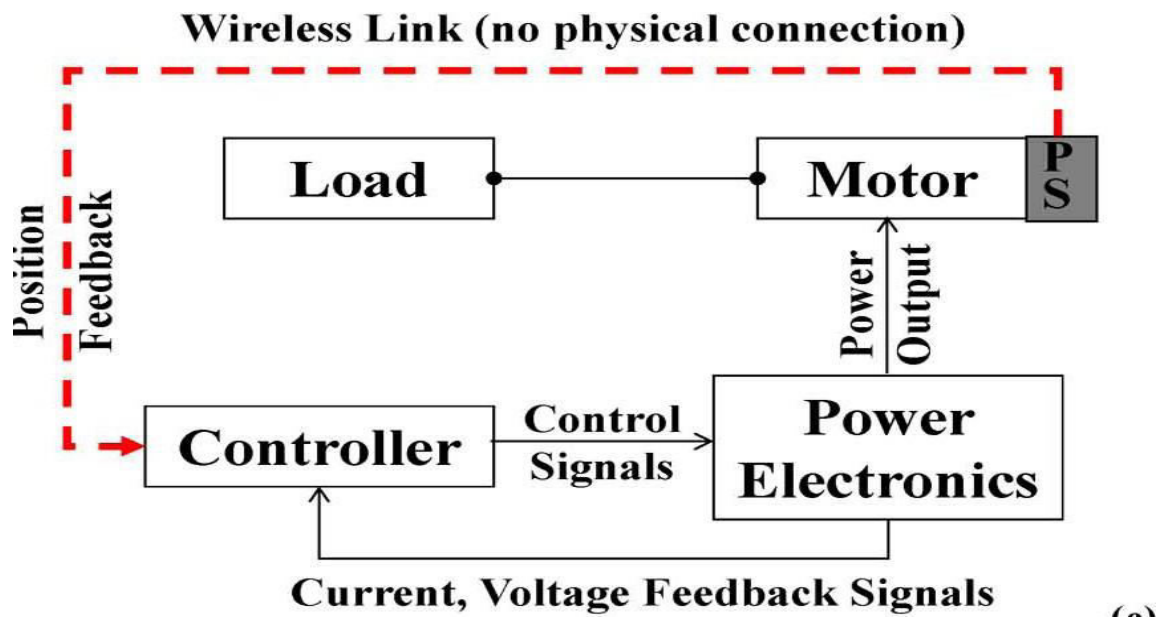 Wireless Link (no physical connection)
Load
Motor
P
S
Position
Feedback
Power
Output
Controller
Control
Signals
Power
Electronics
Current, Voltage Feedback Signals